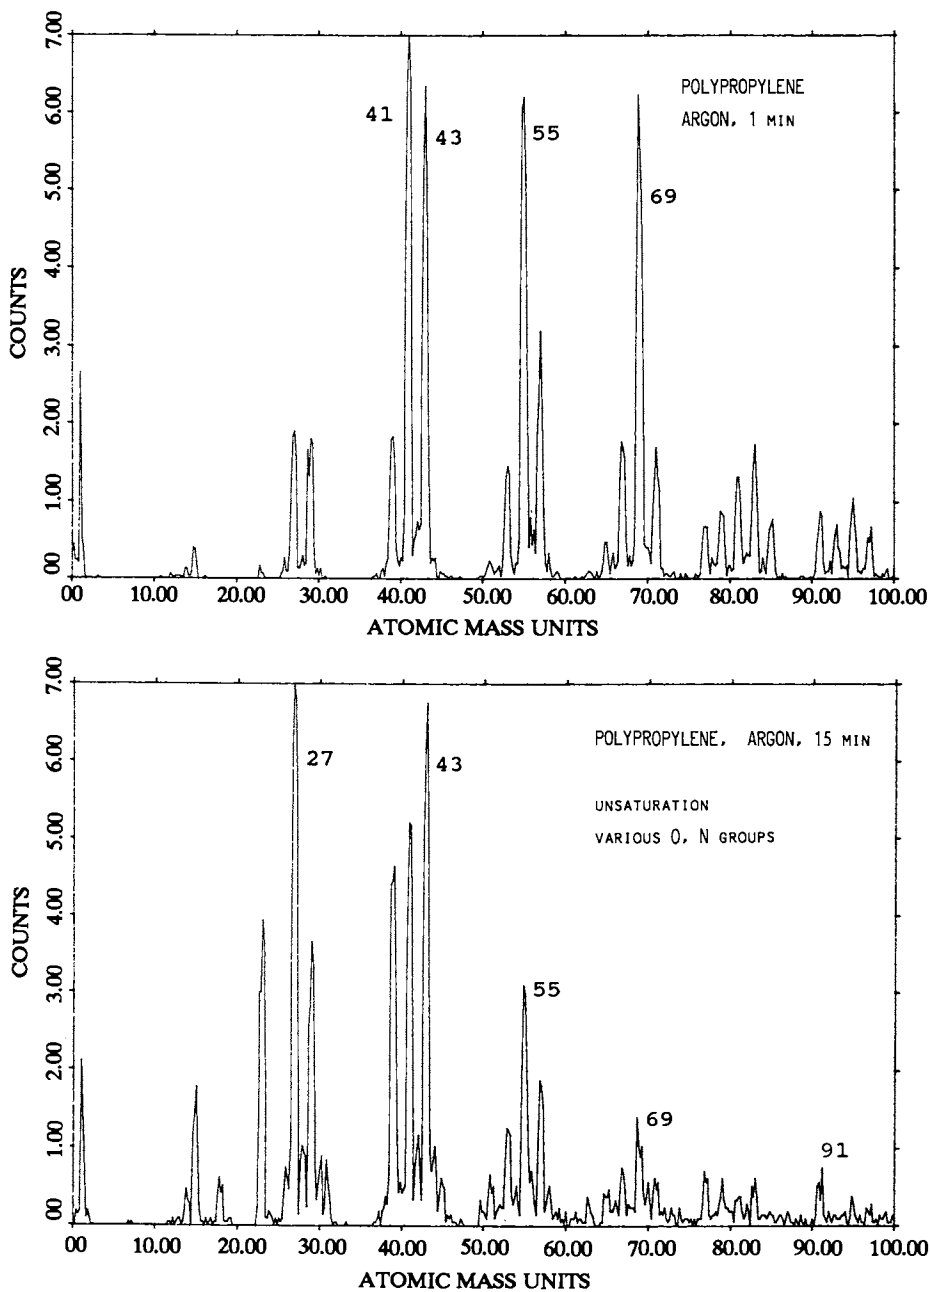 7.00
6.00
5.00
4.00
3.00
2.00
1.00
00
COUNTS
POLYPROPYLENE
ARGON, 1 MIN
41
43
55
69
00 10.00 20.00 30.00 40.00 50.00 60.00 70.00 80.00 90.00 100.00
ATOMIC MASS UNITS
7.00
6.00
5.00
4.00
3.00
2.00
1.00
00
COUNTS
POLYPROPYLENE, ARGON, 15 MIN
UNSATURATION
VARIOUS O, N GROUPS
27
43
55
69
91
00 10.00 20.00 30.00 40.00 50.00 60.00 70.00 80.00 90.00 100.00
ATOMIC MASS UNITS